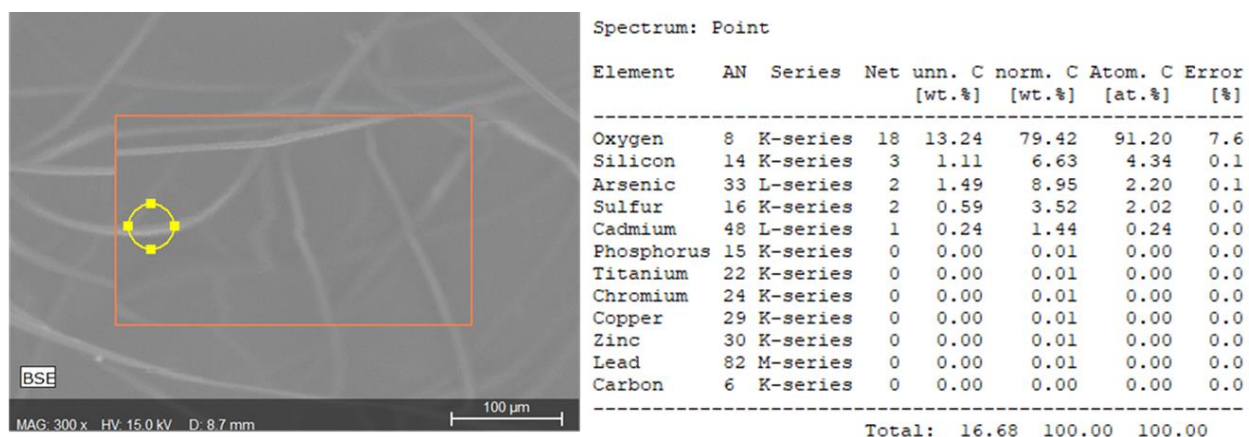 BSE
MAG: 300 x HV: 15.0 kV D: 8.7 mm
100 µm
Spectrum: Point
Element AN Series Net unn. C norm. C Atom. C Error
[wt.%] [wt.%] [at.%] [%]
Oxygen 8 K-series 18 13.24 79.42 91.20 7.6
Silicon 14 K-series 3 1.11 6.63 4.34 0.1
Arsenic 33 L-series 2 1.49 8.95 2.20 0.1
Sulfur 16 K-series 2 0.59 3.52 2.02 0.0
Cadmium 48 L-series 1 0.24 1.44 0.24 0.0
Phosphorus 15 K-series 0 0.00 0.01 0.00 0.0
Titanium 22 K-series 0 0.00 0.01 0.00 0.0
Chromium 24 K-series 0 0.00 0.01 0.00 0.0
Copper 29 K-series 0 0.00 0.01 0.00 0.0
Zinc 30 K-series 0 0.00 0.01 0.00 0.0
Lead 82 M-series 0 0.00 0.01 0.00 0.0
Carbon 6 K-series 0 0.00 0.00 0.00 0.0
Total: 16.68 100.00 100.00